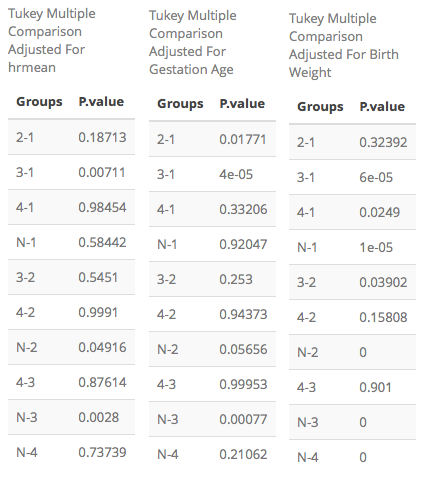 Tukey Multiple
Comparison
Adjusted For
hrmean
Groups P.value
2-1 0.18713
3-1 0.00711
4-1 0.98454
N-1 0.58442
3-2 0.5451
4-2 0.9991
N-2 0.04916
4-3 0.87614
N-3 0.0028
N-4 0.73739
Tukey Multiple
Comparison
Adjusted For
Gestation Age
Groups P.value
2-1 0.01771
3-1 4e-05
4-1 0.33206
N-1 0.92047
3-2 0.253
4-2 0.94373
N-2 0.05656
4-3 0.99953
N-3 0.00077
N-4 0.21062
Tukey Multiple
Comparison
Adjusted For Birth
Weight
Groups P.value
2-1 0.32392
3-1 6e-05
4-1 0.0249
N-1 1e-05
3-2 0.03902
4-2 0.15808
N-2 0
4-3 0.901
N-3 0
N-4 0